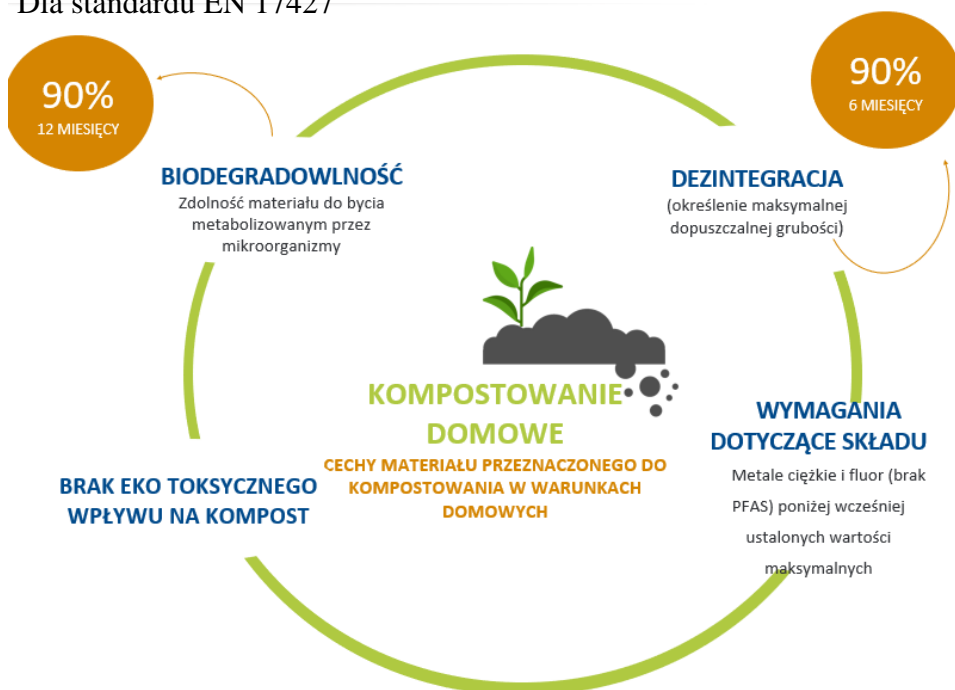 Dla standardu EN 17427
90%
12 MIESIĘCY
90%
6 MIESIĘCY
BIODEGRADOWLNOŚĆ
Zdolność materiału do bycia
metabolizowanym przez
mikroorganizmy
DEZINTEGRACJA
(określenie maksymalnej
dopuszczalnej grubości)
KOMPOSTOWANIE
DOMOWE
CECHY MATERIAŁU PRZEZNACZONEGO DO
KOMPOSTOWANIA W WARUNKACH
DOMOWYCH
WYMAGANIA
DOTYCZĄCE SKŁADU
Metale ciężkie i fluor (brak
PFAS) poniżej wcześniej
ustalonych wartości
maksymalnych
BRAK EKO TOKSYCZNEGO
WPŁYWU NA KOMPOST